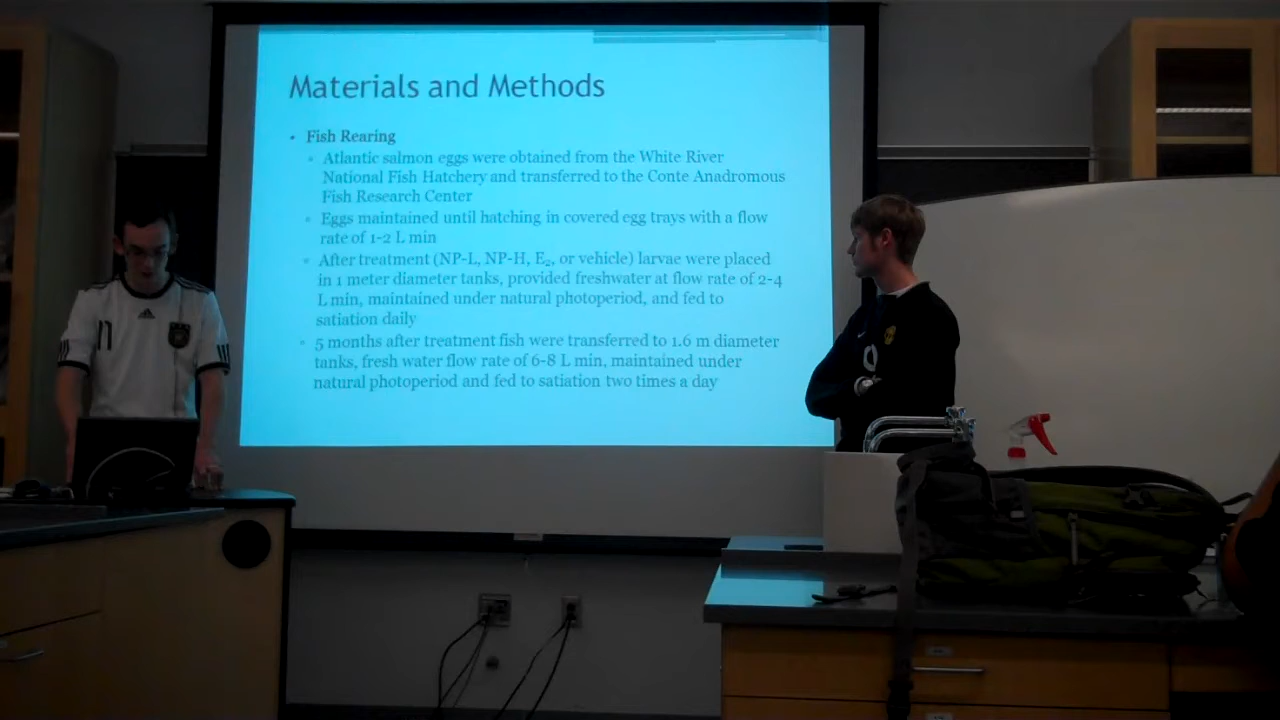 Materials and Methods
• Fish Rearing
• Atlantic salmon eggs were obtained from the White River
National Fish Hatchery and transferred to the Conte Anadromous
Fish Research Center
• Eggs maintained until hatching in covered egg trays with a flow
rate of 1-2 L min
• After treatment (NP-L, NP-H, E₂, or vehicle) larvae were placed
in 1 meter diameter tanks, provided freshwater at flow rate of 2-4
L min, maintained under natural photoperiod, and fed to
satiation daily
• 5 months after treatment fish were transferred to 1.6 m diameter
tanks, fresh water flow rate of 6-8 L min, maintained under
natural photoperiod and fed to satiation two times a day
11